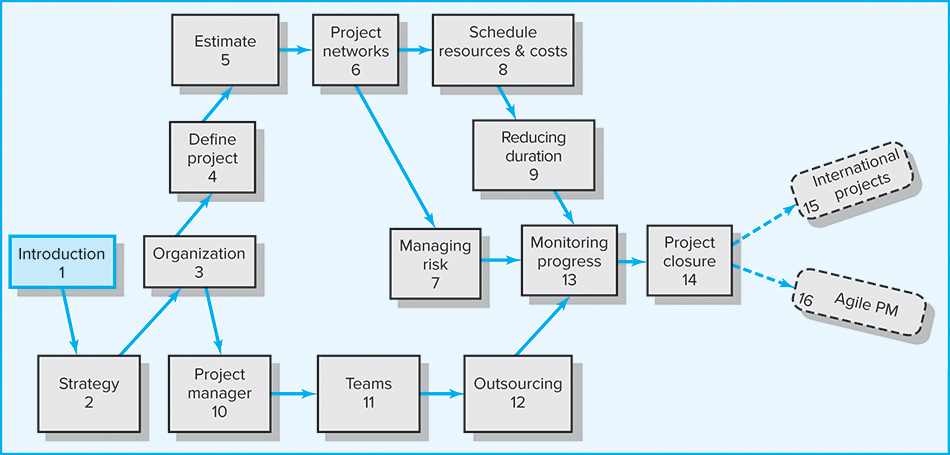 Estimate
5
Project
networks
6
Schedule
resources & costs
8
Define
project
4
Reducing
duration
9
International
projects
15
Introduction
1
Organization
3
Managing
risk
7
Monitoring
progress
13
Project
closure
14
16 Agile PM
Strategy
2
Project
manager
10
Teams
11
Outsourcing
12